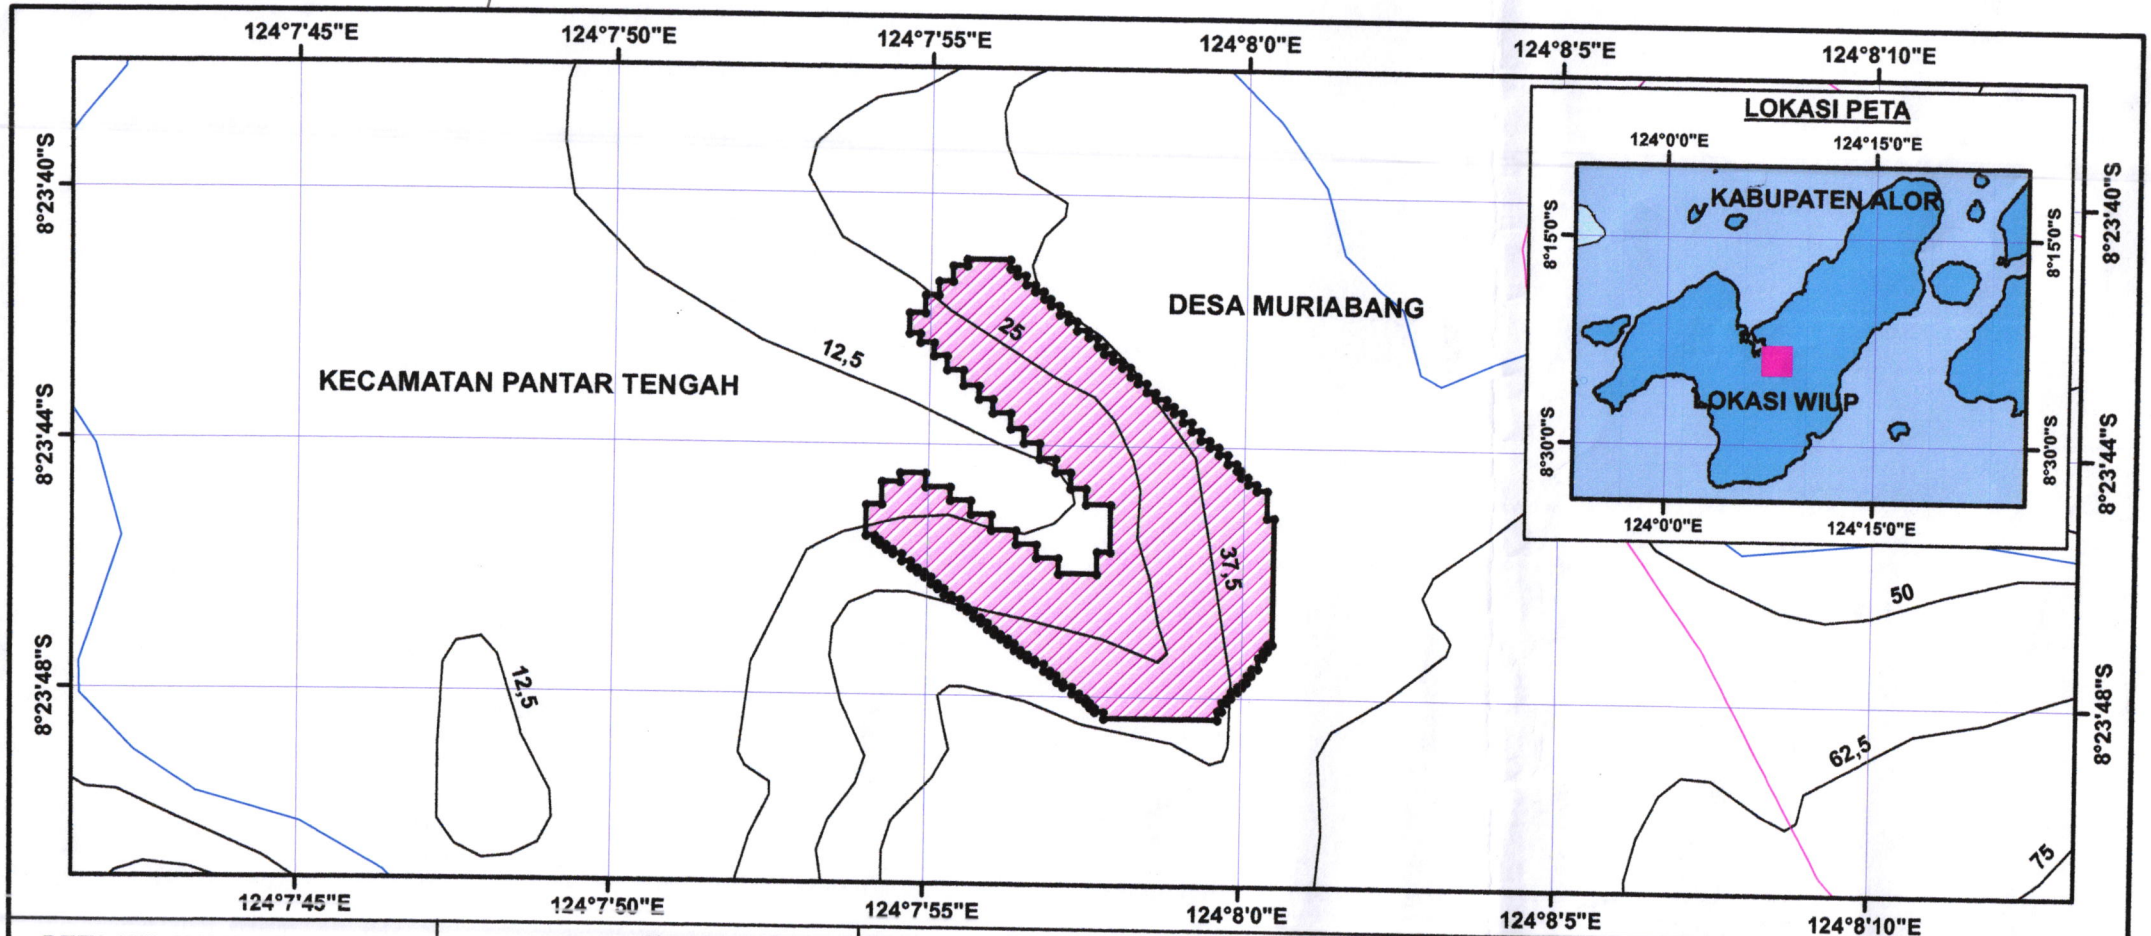 124°7'45"E
124°7'50"E
124°7'55"E
124°8'0"E
124°8'5"E
124°8'10"E
LOKASI PETA
124°0'0"E
124°15'0"E
8°23'40"S
8°23'40"S
KABUPATEN ALOR
8°15'0"S
8°15'0"S
DESA MURIABANG
25
12,5
KECAMATAN PANTAR TENGAH
LOKASI WIUP
8°23'44"S
8°30'0"S
8°30'0"S
8°23'44"S
124°0'0"E
124°15'0"E
37,5
50
8°23'48"S
12,5
8°23'48"S
62,5
75
124°7'45"E
124°7'50"E
124°7'55"E
124°8'0"E
124°8'5"E
124°8'10"E